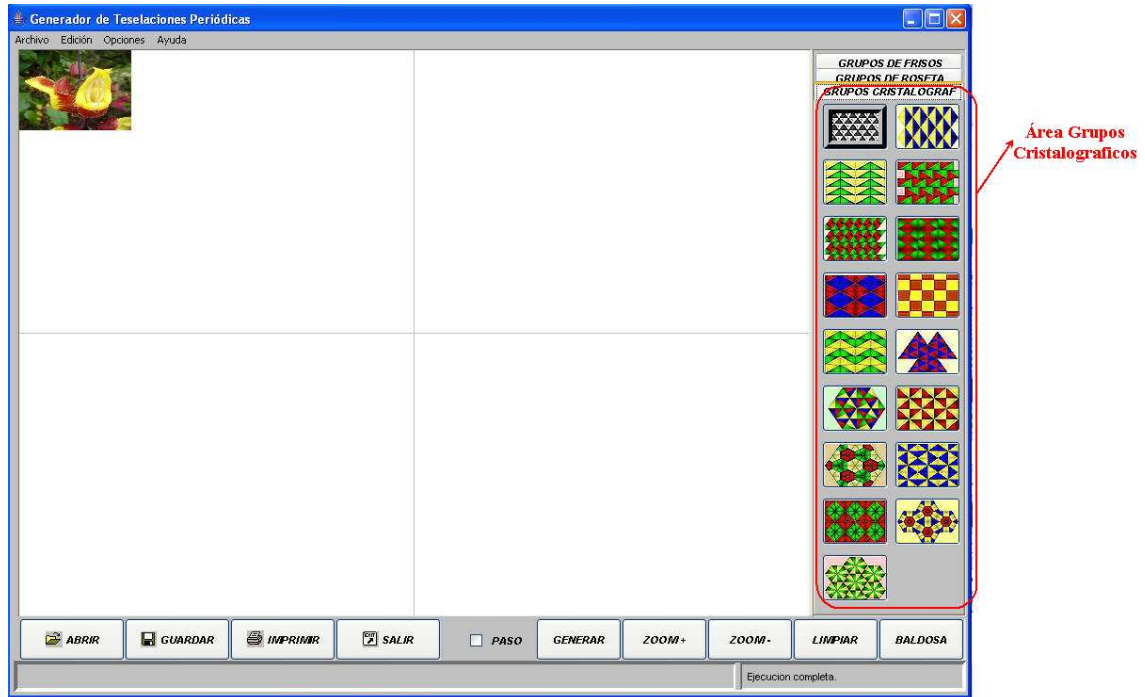 Generador de Teselaciones Periódicas
Archivo Edición Opciones Ayuda
GRUPOS DE FRISOS
GRUPOS DE ROSETA
GRUPOS CRISTALOGRAF
Área Grupos
Cristalograficos
ABRIR GUARDAR IMPRIMIR SALIR PASO GENERAR ZOOM+ ZOOM- LIMPIAR BALDOSA
Ejecucion completa.